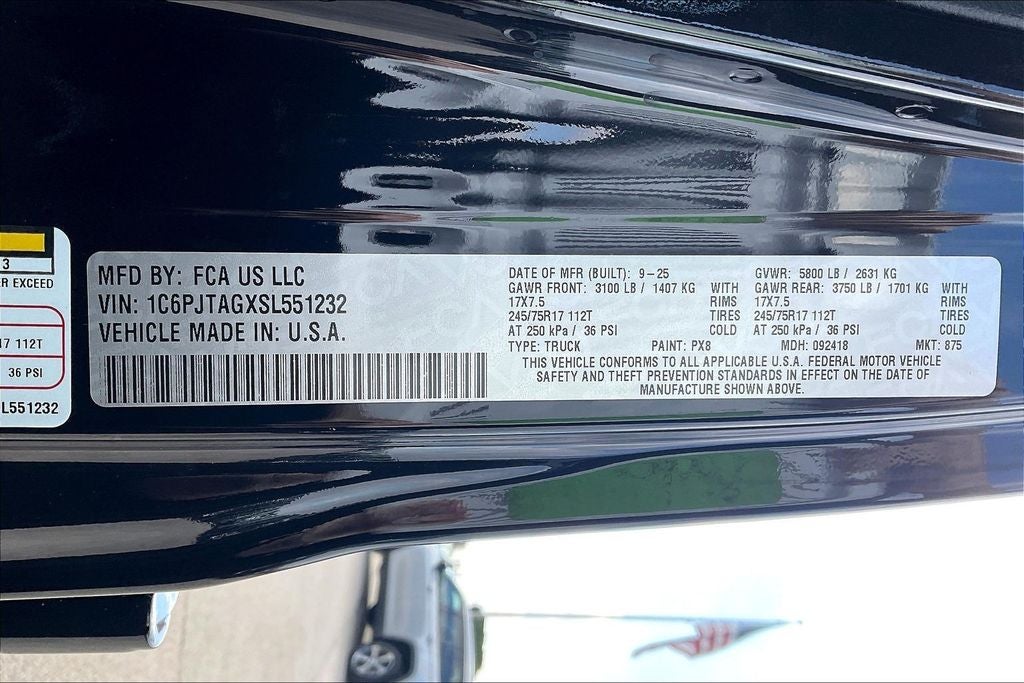 3
R EXCEED
17 112T
36 PSI
L551232
MFD BY: FCA US LLC
VIN: 1C6PJTAGXSL551232
VEHICLE MADE IN: U.S.A.
DATE OF MFR (BUILT): 9-25 GVWR: 5800 LB / 2631 KG
GAWR FRONT: 3100 LB / 1407 KG WITH GAWR REAR: 3750 LB / 1701 KG WITH
17X7.5 RIMS 17X7.5 RIMS
245/75R17 112T TIRES 245/75R17 112T TIRES
AT 250 kPa / 36 PSI COLD AT 250 kPa / 36 PSI COLD
TYPE: TRUCK PAINT: PX8 MDH: 092418 MKT: 875
THIS VEHICLE CONFORMS TO ALL APPLICABLE U.S.A. FEDERAL MOTOR VEHICLE
SAFETY AND THEFT PREVENTION STANDARDS IN EFFECT ON THE DATE OF
MANUFACTURE SHOWN ABOVE.